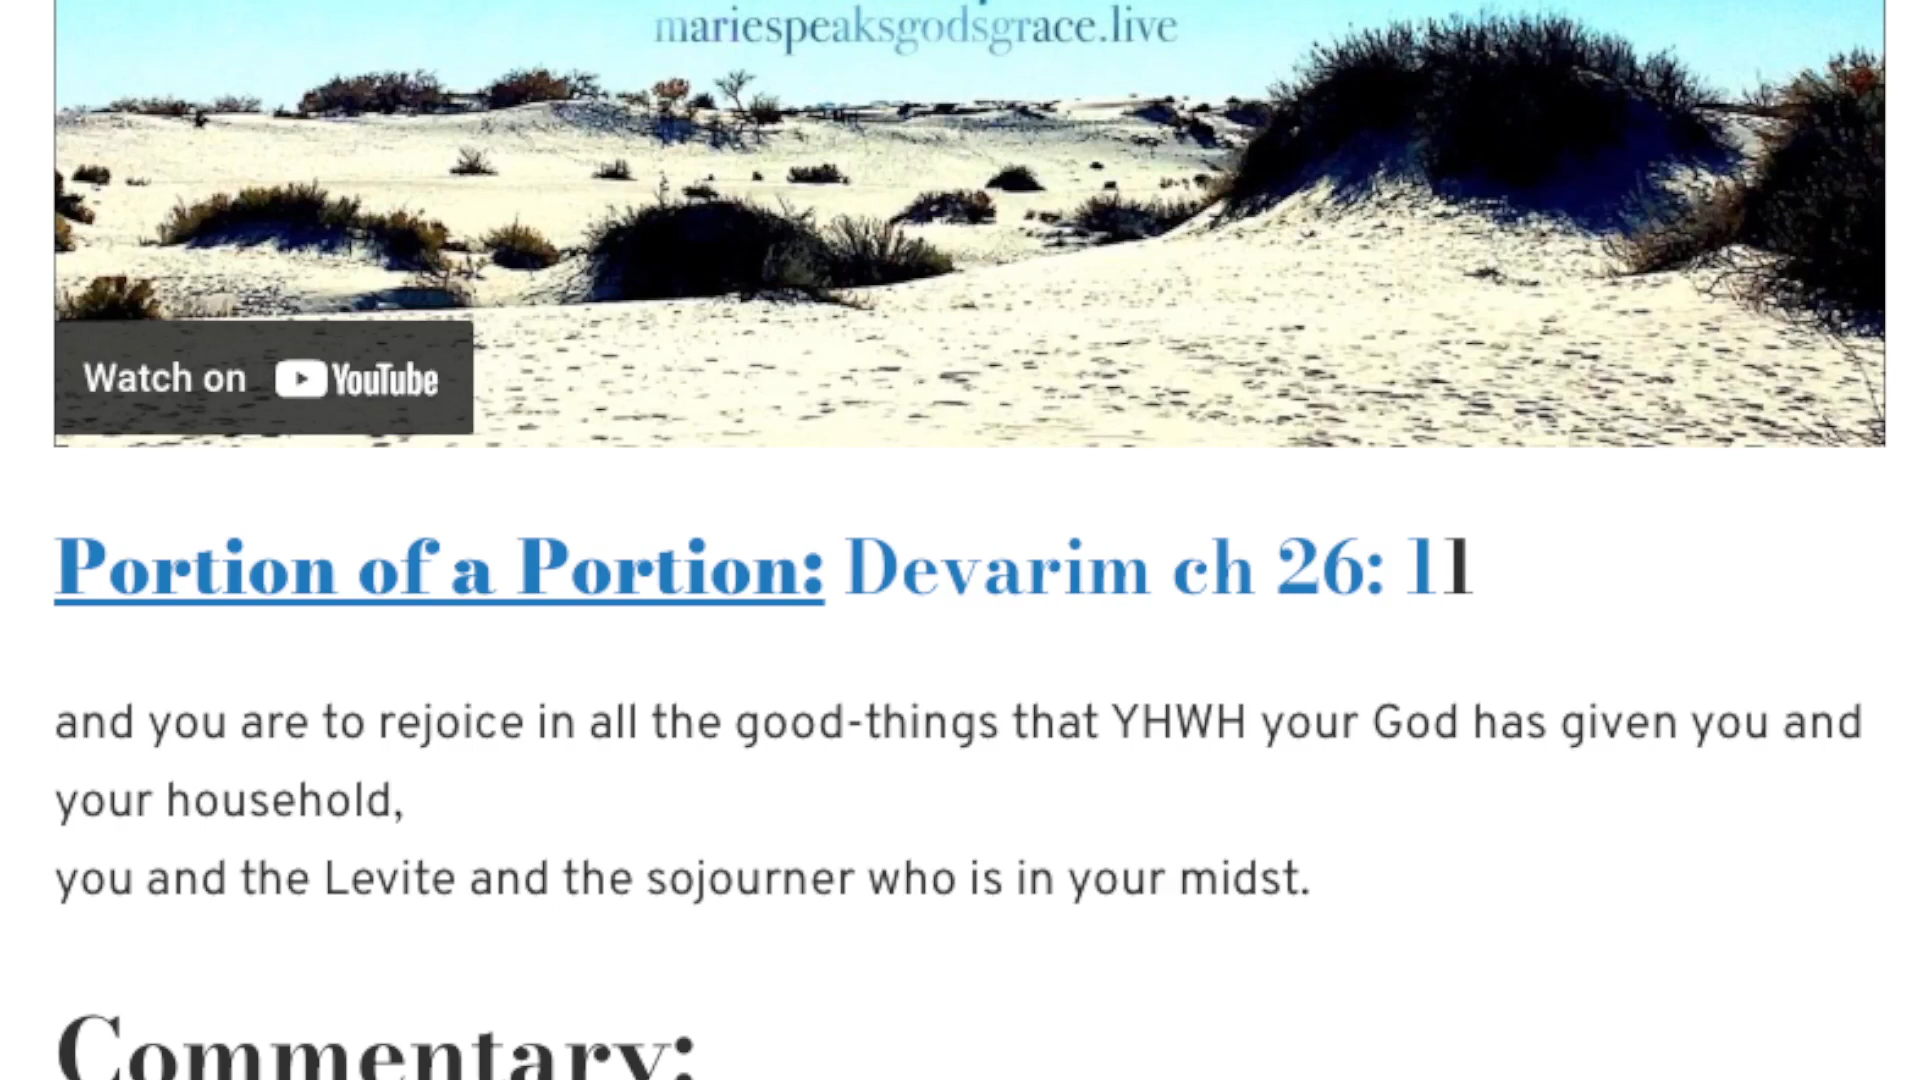 mariespeaksgodsgrace.live
Watch on YouTube
Portion of a Portion: Devarim ch 26: 11
and you are to rejoice in all the good-things that YHWH your God has given you and
your household,
you and the Levite and the sojourner who is in your midst.
Commentary: